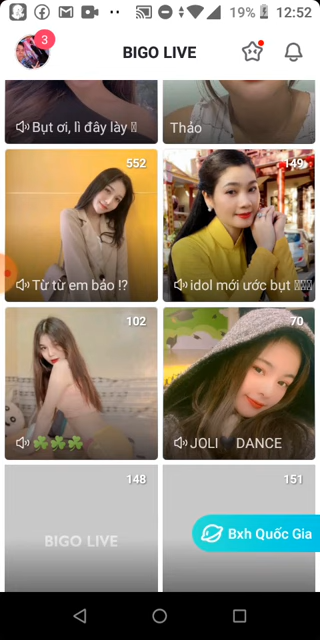 19% 12:52
3
BIGO LIVE
Bụt ơi, lì đây lày
Thảo
552
149
Từ từ em báo !?
idol mới ước bụt
102
70
☘☘☘
JOLI DANCE
148
151
BIGO LIVE
Bxh Quốc Gia